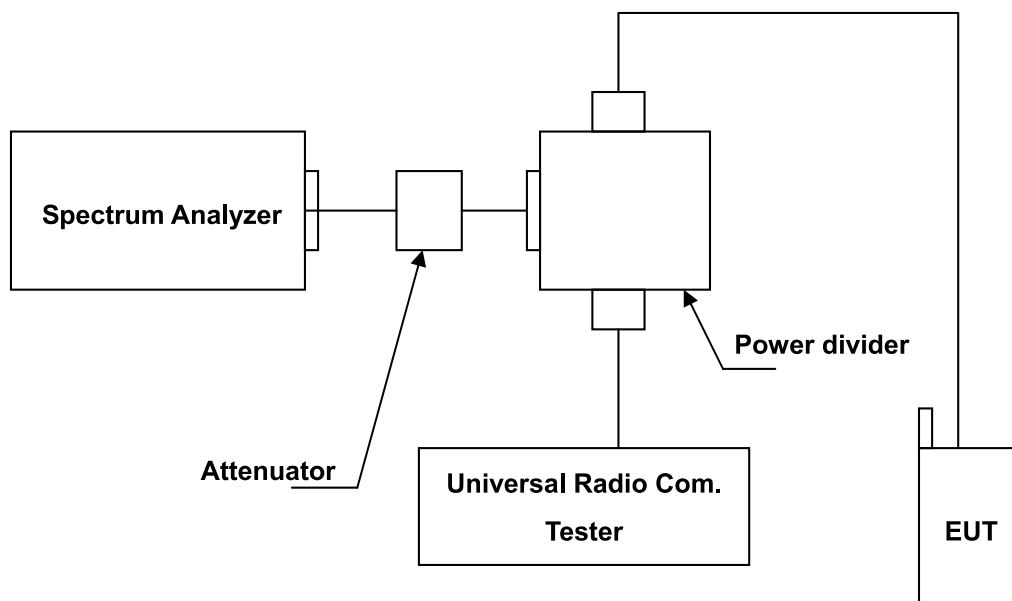 Spectrum Analyzer
Power divider
Attenuator
Universal Radio Com.
Tester
EUT